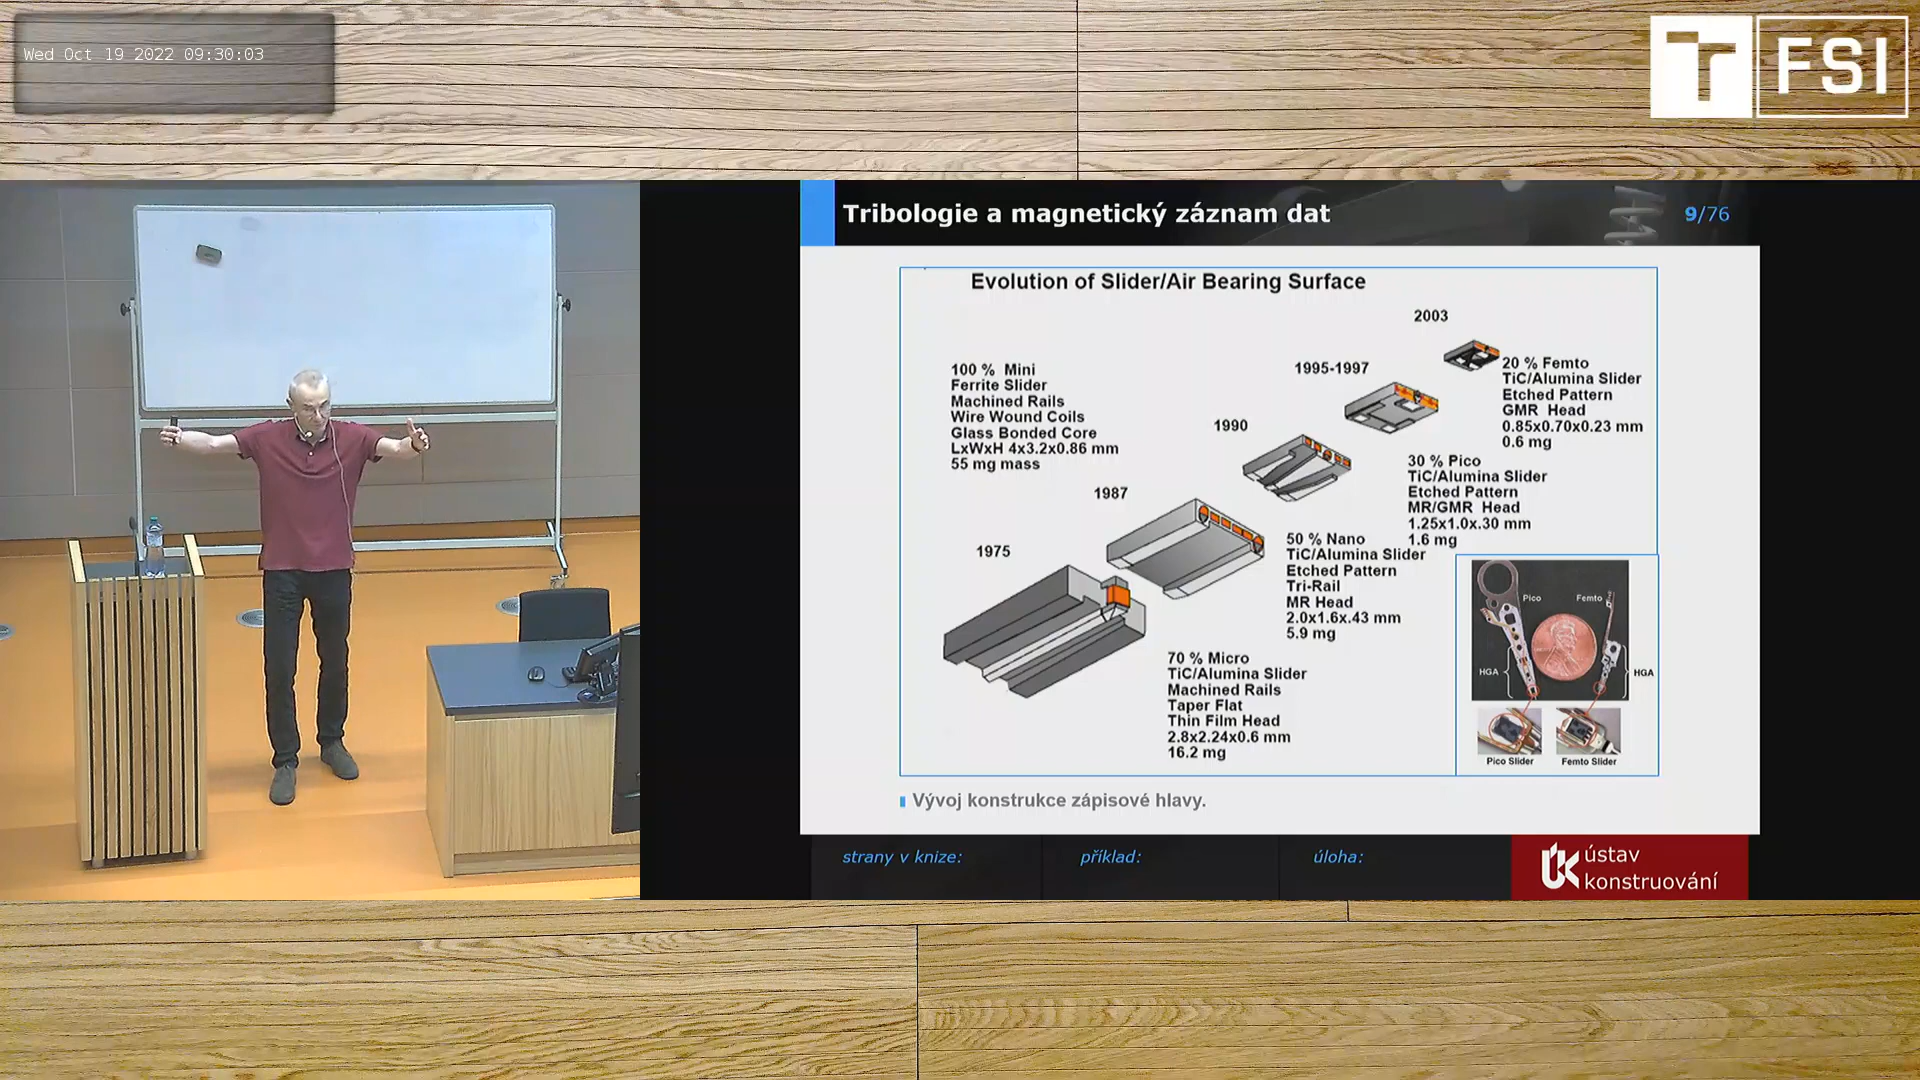 Wed Oct 19 2022 09:30:03
FSI
Tribologie a magnetický záznam dat
9/76
Evolution of Slider/Air Bearing Surface
2003
20 % Femto
TiC/Alumina Slider
Etched Pattern
GMR Head
0.85x0.70x0.23 mm
0.6 mg
1995-1997
30 % Pico
TiC/Alumina Slider
Etched Pattern
MR/GMR Head
1.25x1.0x.30 mm
1.6 mg
100 % Mini
Ferrite Slider
Machined Rails
Wire Wound Coils
Glass Bonded Core
LxWxH 4x3.2x0.86 mm
55 mg mass
1990
50 % Nano
TiC/Alumina Slider
Etched Pattern
Tri-Rail
MR Head
2.0x1.6x.43 mm
5.9 mg
1987
70 % Micro
TiC/Alumina Slider
Machined Rails
Taper Flat
Thin Film Head
2.8x2.24x0.6 mm
16.2 mg
1975
Pico
Femto
HGA
HGA
Pico Slider
Femto Slider
Vývoj konstrukce zápisové hlavy.
strany v knize:
příklad:
úloha:
ústav
konstruování